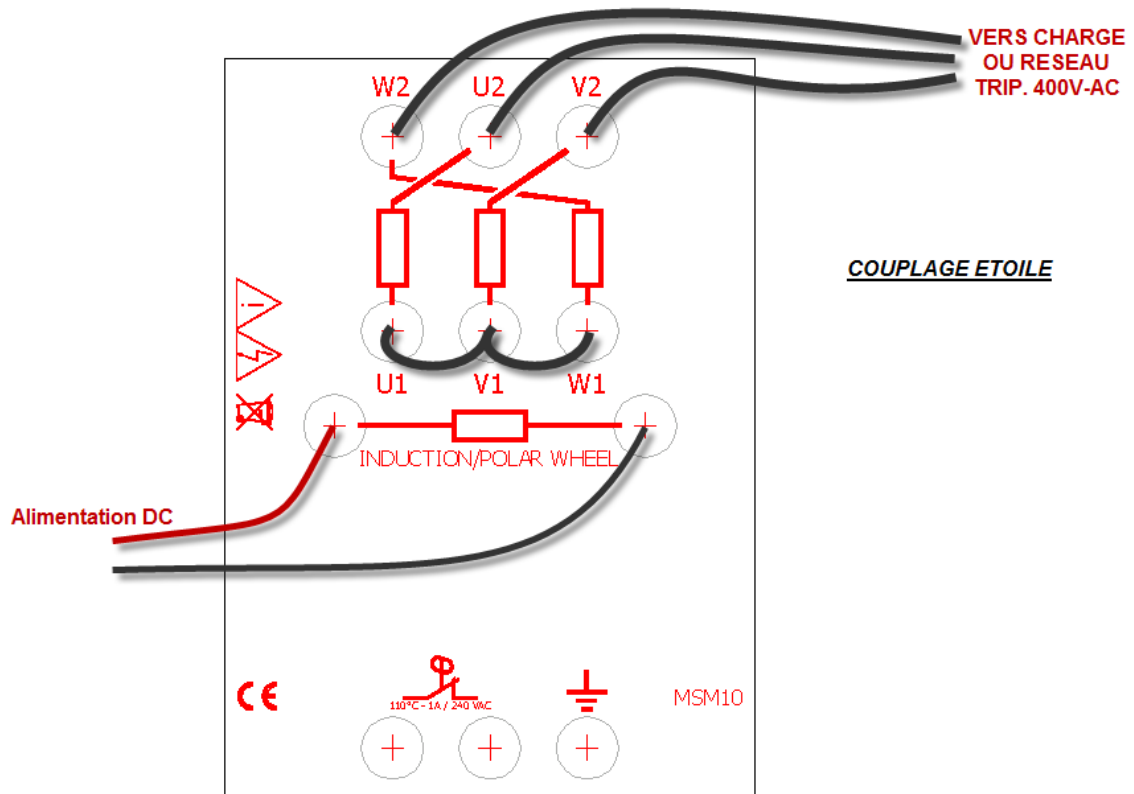 VERS CHARGE
OU RESEAU
TRIP. 400V-AC
W2 U2 V2
COUPLAGE ETOILE
U1 V1 W1
INDUCTION/POLAR WHEEL
Alimentation DC
CE
110°C - 1A / 240 VAC
MSM10